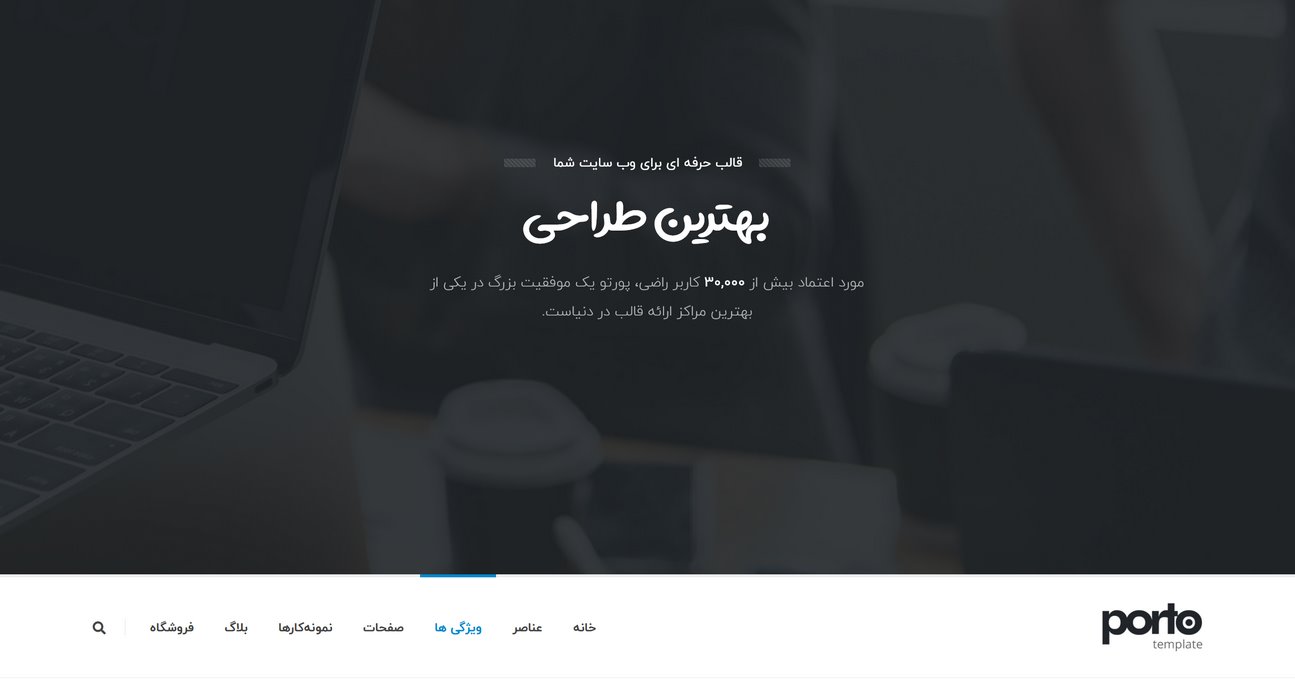 قالب حرفه ای برای وب سایت شما
بهترین طراحی
مورد اعتماد بیش از ۳۰,۰۰۰ کاربر راضی، پورتو یک موفقیت بزرگ در یکی از
بهترین مراکز ارائه قالب در دنیاست.
porto
template
خانه
عناصر
ویژگی ها
صفحات
نمونه‌کارها
بلاگ
فروشگاه